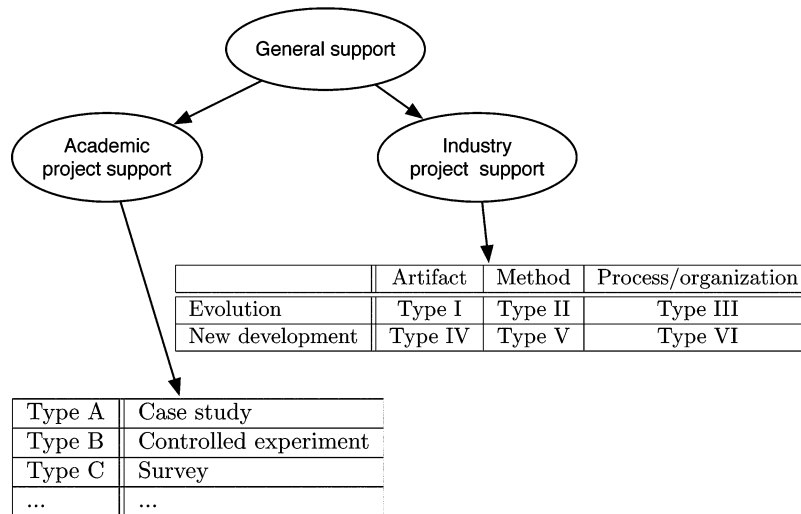 General support
Academic
project support
Industry
project support
Artifact Method Process/organization
Evolution Type I Type II Type III
New development Type IV Type V Type VI
Type A Case study
Type B Controlled experiment
Type C Survey
... ...